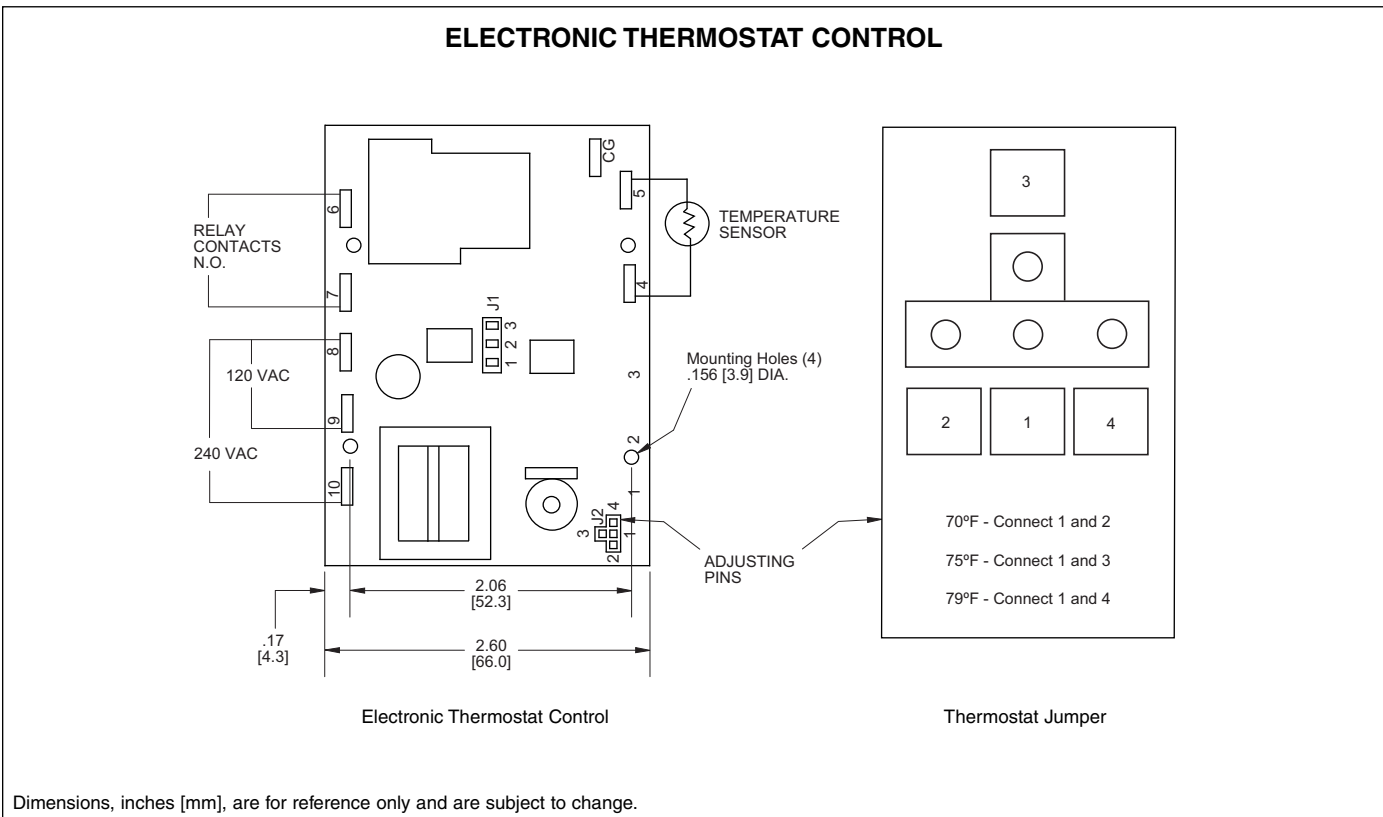 ELECTRONIC THERMOSTAT CONTROL
CG
5
6
TEMPERATURE
SENSOR
RELAY
CONTACTS
N.O.
4
7
J1
3
2
1
8
120 VAC
3
Mounting Holes (4)
.156 [3.9] DIA.
9
2
240 VAC
10
1
J2
4
3
1
2
ADJUSTING
PINS
2.06
[52.3]
.17
[4.3]
2.60
[66.0]
Electronic Thermostat Control
3
2
1
4
70ºF - Connect 1 and 2
75ºF - Connect 1 and 3
79ºF - Connect 1 and 4
Thermostat Jumper
Dimensions, inches [mm], are for reference only and are subject to change.